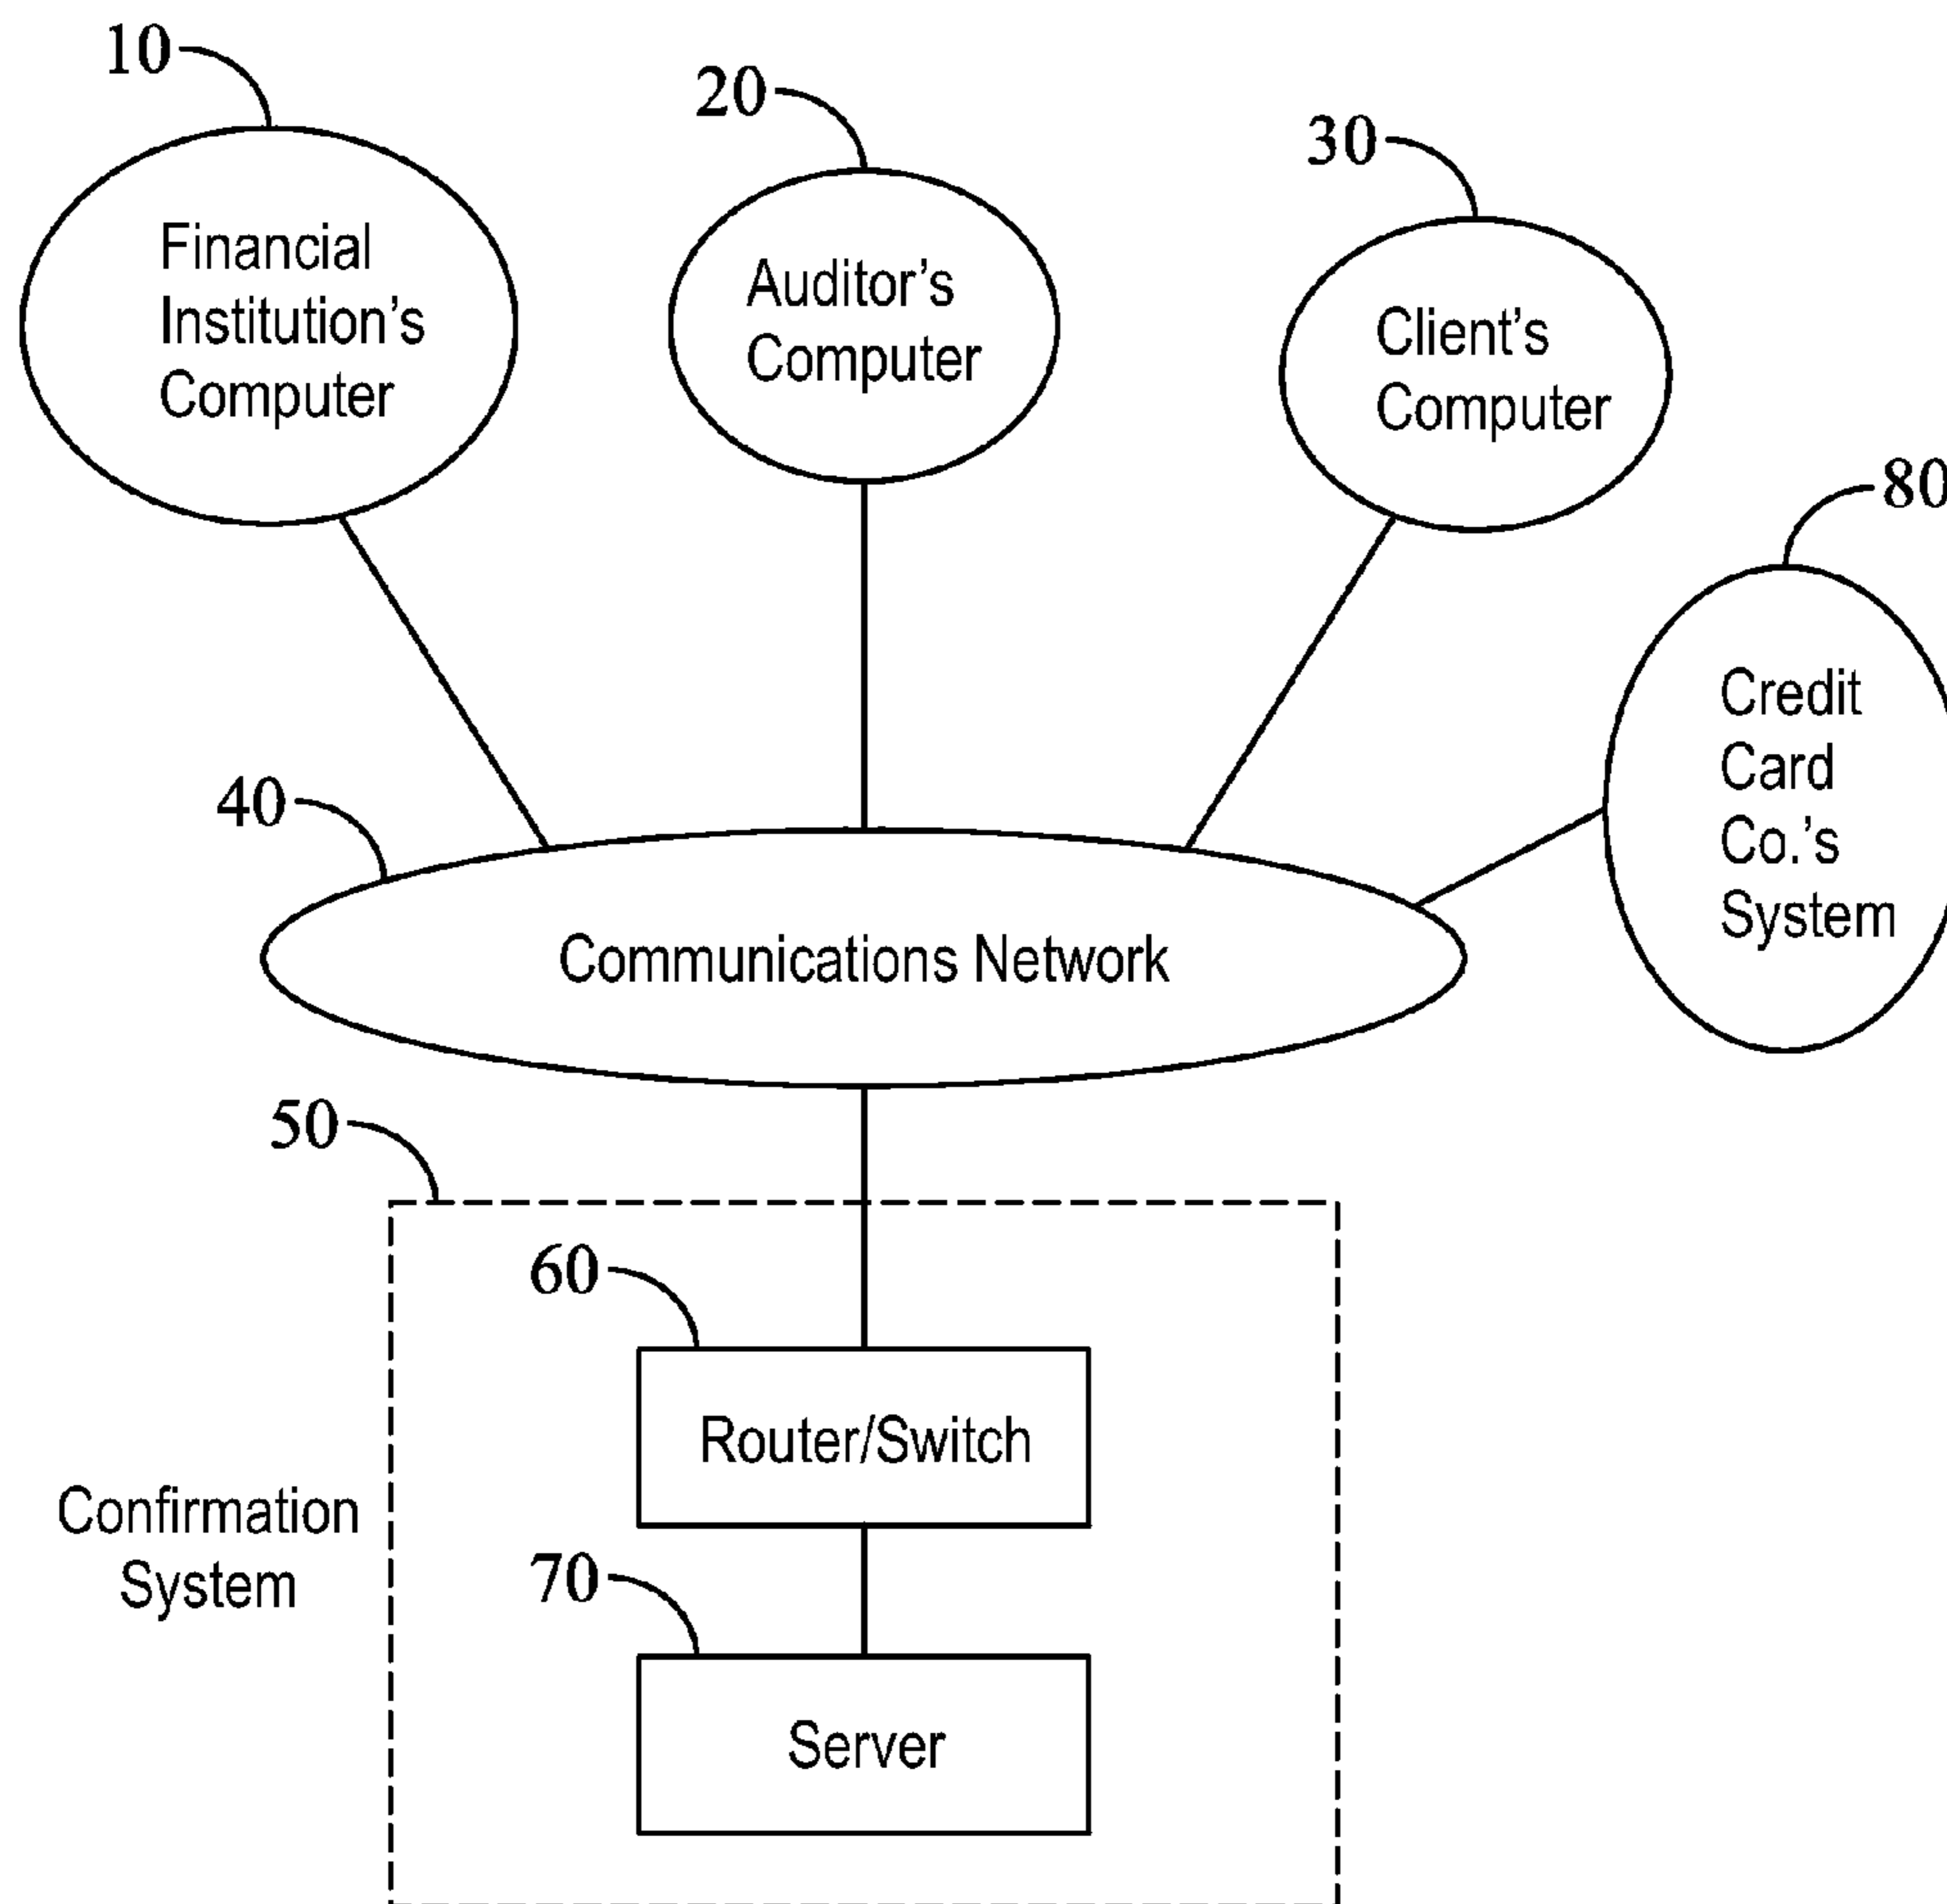 10
20
30
Financial
Institution's
Computer
Auditor's
Computer
Client's
Computer
80
Credit
Card
Co.'s
System
40
Communications Network
50
60
Router/Switch
Confirmation
System
70
Server